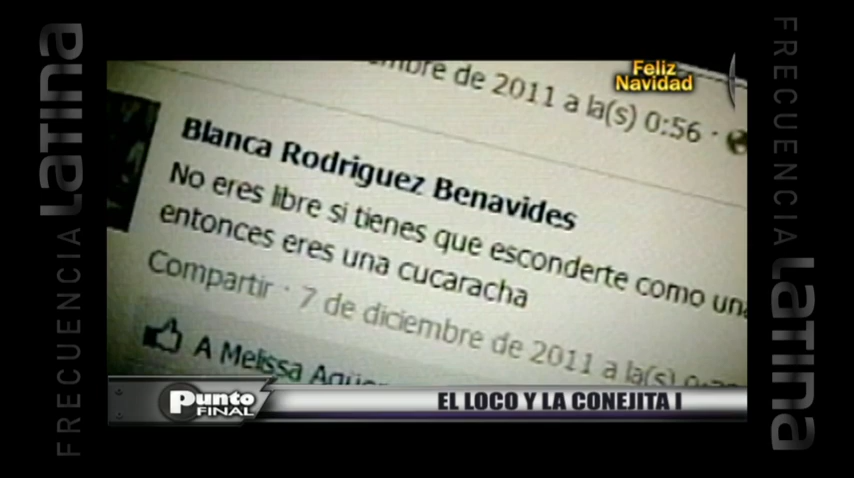 FRECUENCIA LATINA
Feliz
Navidad
de 2011 a la(s) 0:56 ·
Blanca Rodriguez Benavides
No eres libre si tienes que esconderte como una
entonces eres una cucaracha
Compartir · 7 de diciembre de 2011 a la(s)
A Melissa
Punto
FINAL
EL LOCO Y LA CONEJITA I
FRECUENCIA LATINA